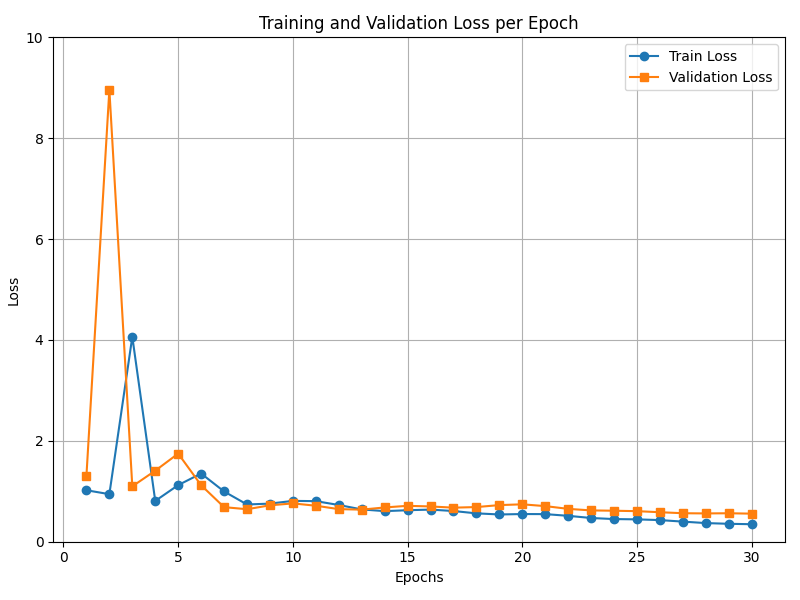 Training and Validation Loss per Epoch
Train Loss
Validation Loss
Loss
10
8
6
4
2
0
0 5 10 15 20 25 30
Epochs